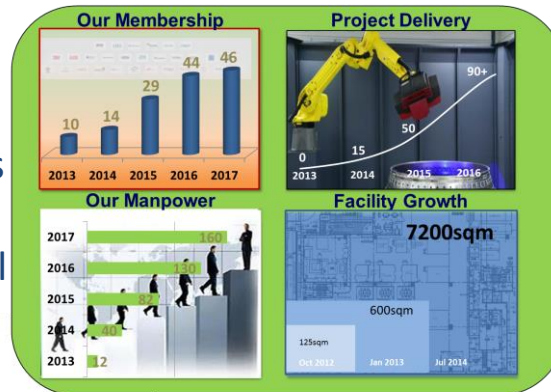 Our Membership
10
14
29
44
46
2013 2014 2015 2016 2017
Project Delivery
90+
50
15
0
2013 2014 2015 2016
Our Manpower
2017 160
2016 130
2015 82
2014 40
2013 12
Facility Growth
7200sqm
600sqm
125sqm
Oct 2012 Jan 2013 Jul 2014